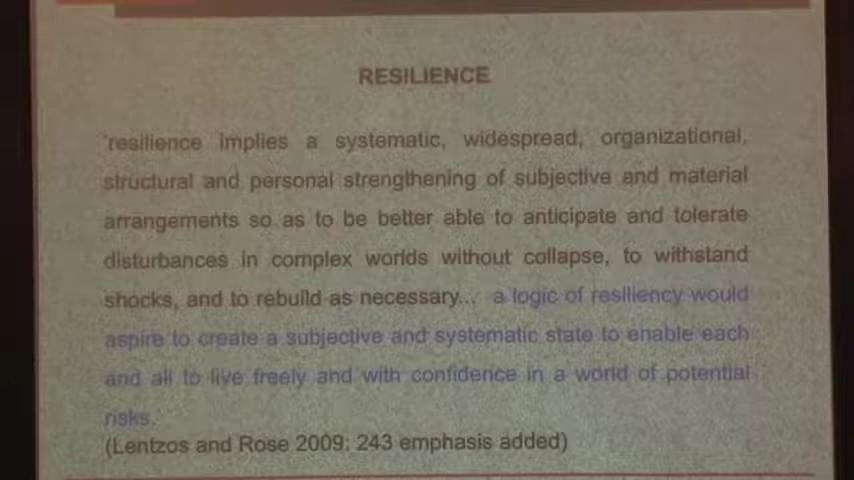 RESILIENCE
'resilience implies a systematic, widespread, organizational,
structural and personal strengthening of subjective and material
arrangements so as to be better able to anticipate and tolerate
disturbances in complex worlds without collapse, to withstand
shocks, and to rebuild as necessary... a logic of resiliency would
aspire to create a subjective and systematic state to enable each
and all to live freely and with confidence in a world of potential
risks.'
(Lentzos and Rose 2009: 243 emphasis added)